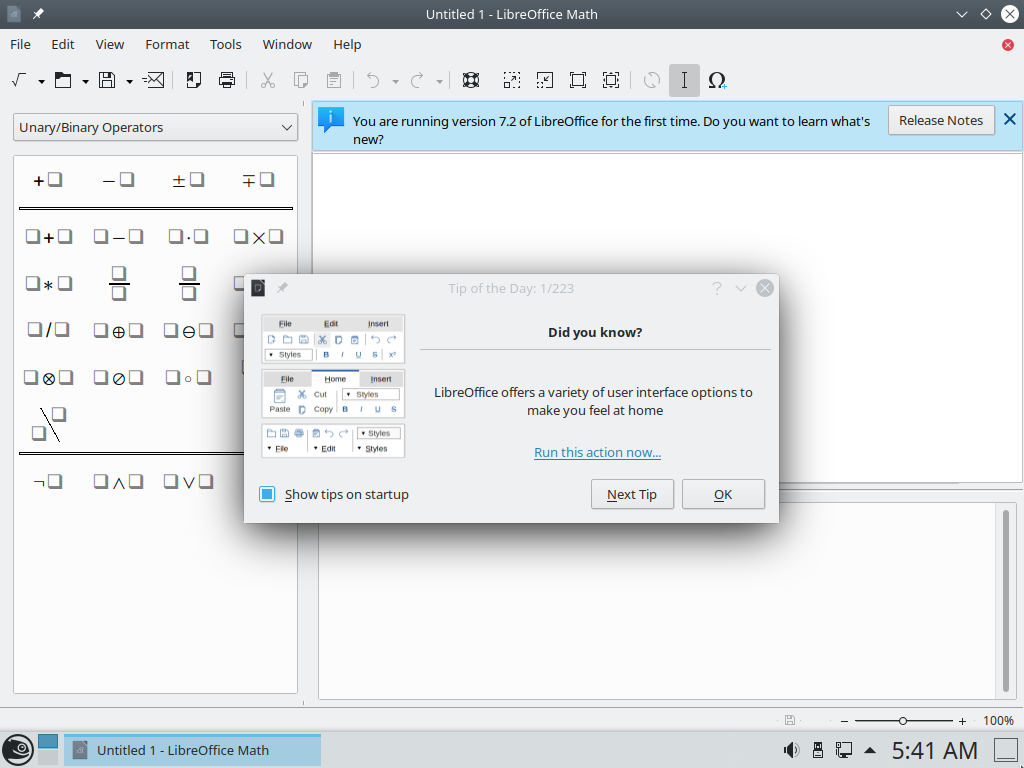 Untitled 1 - LibreOffice Math
File Edit View Format Tools Window Help
Unary/Binary Operators
You are running version 7.2 of LibreOffice for the first time. Do you want to learn what's
new?
Release Notes
+❑ −❑ ±❑ ∓❑
❑+❑ ❑−❑ ❑·❑ ❑×❑
❑∗❑
❑/❑ ❑⊕❑ ❑⊖❑
❑⊗❑ ❑⊘❑ ❑∘❑
¬❑ ❑∧❑ ❑∨❑
Tip of the Day: 1/223
File Edit Insert
Styles B I U S x²
File Home Insert
Cut Styles
Paste Copy B I U S
Styles
File Edit Styles
Did you know?
LibreOffice offers a variety of user interface options to
make you feel at home
Run this action now...
Show tips on startup
Next Tip OK
100%
Untitled 1 - LibreOffice Math
5:41 AM